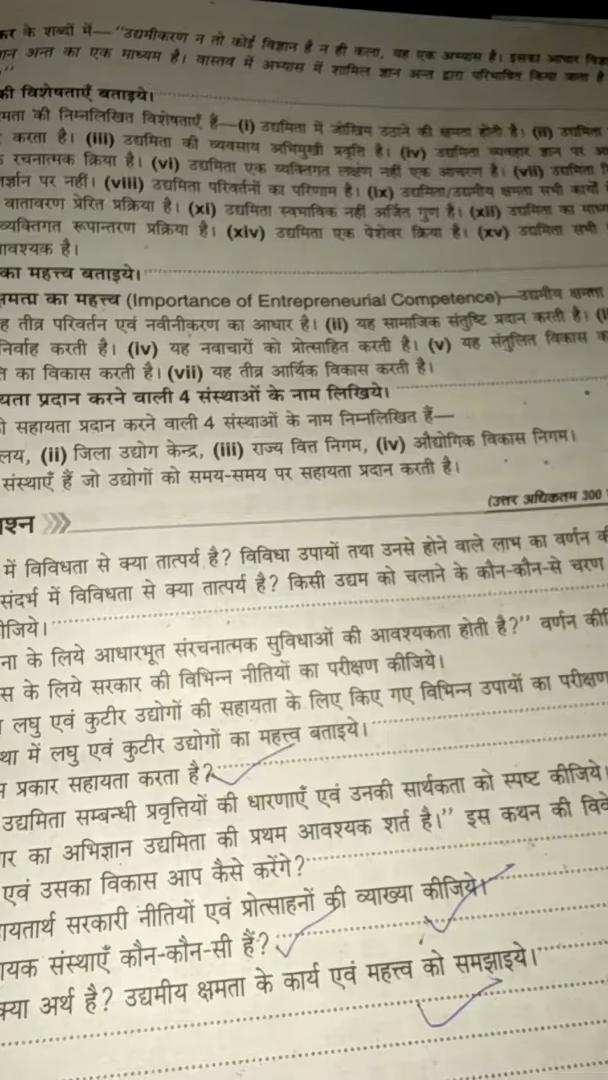 कर के शब्दों में—"उद्यमीकरण न तो कोई विज्ञान है न ही कला, यह एक अभ्यास है। इसका आधार
ान अन्त का एक माध्यम है। वास्तव में अभ्यास में शामिल ज्ञान अन्त द्वारा परिभाषित किया जाता है
की विशेषताएँ बताइये।
मता की निम्नलिखित विशेषताएँ हैं—(i) उद्यमिता में जोखिम उठाने की क्षमता होती है। (ii) उद्यमिता
करता है। (iii) उद्यमिता की व्यवसाय अभिमुखी प्रवृति है। (iv) उद्यमिता व्यवहार ज्ञान पर
रचनात्मक क्रिया है। (vi) उद्यमिता एक व्यक्तिगत लक्षण नहीं एक आचरण है। (vii) उद्यमिता
तर्ज्ञान पर नहीं। (viii) उद्यमिता परिवर्तनों का परिणाम है। (ix) उद्यमिता/उद्यमीय क्षमता सभी कार्यों
वातावरण प्रेरित प्रक्रिया है। (xi) उद्यमिता स्वभाविक नहीं अर्जित गुण है। (xii) उद्यमिता का
व्यक्तिगत रूपान्तरण प्रक्रिया है। (xiv) उद्यमिता एक पेशेवर क्रिया है। (xv) उद्यमिता सभी
ावश्यक है।
का महत्त्व बताइये।
क्षमता का महत्त्व (Importance of Entrepreneurial Competence)—उद्यमीय क्षमता
ह तीव्र परिवर्तन एवं नवीनीकरण का आधार है। (ii) यह सामाजिक संतुष्टि प्रदान करती है।
निर्वाह करती है। (iv) यह नवाचारों को प्रोत्साहित करती है। (v) यह संतुलित विकास
का विकास करती है। (vii) यह तीव्र आर्थिक विकास करती है।
यता प्रदान करने वाली 4 संस्थाओं के नाम लिखिये।
सहायता प्रदान करने वाली 4 संस्थाओं के नाम निम्नलिखित हैं—
लय, (ii) जिला उद्योग केन्द्र, (iii) राज्य वित्त निगम, (iv) औद्योगिक विकास निगम।
संस्थाएँ हैं जो उद्योगों को समय-समय पर सहायता प्रदान करती है।
(उत्तर अधिकतम 300
श्न
में विविधता से क्या तात्पर्य है? विविधा उपायों तथा उनसे होने वाले लाभ का वर्णन
संदर्भ में विविधता से क्या तात्पर्य है? किसी उद्यम को चलाने के कौन-कौन-से चरण
ीजिये।
ना के लिये आधारभूत संरचनात्मक सुविधाओं की आवश्यकता होती है?" वर्णन
स के लिये सरकार की विभिन्न नीतियों का परीक्षण कीजिये।
लघु एवं कुटीर उद्योगों की सहायता के लिए किए गए विभिन्न उपायों का परीक्षण
था में लघु एवं कुटीर उद्योगों का महत्त्व बताइये।
प्रकार सहायता करता है?
उद्यमिता सम्बन्धी प्रवृत्तियों की धारणाएँ एवं उनकी सार्थकता को स्पष्ट कीजिये।
ार का अभिज्ञान उद्यमिता की प्रथम आवश्यक शर्त है।" इस कथन की
एवं उसका विकास आप कैसे करेंगे?
ायतार्थ सरकारी नीतियों एवं प्रोत्साहनों की व्याख्या कीजिये।
ायक संस्थाएँ कौन-कौन-सी हैं?
क्या अर्थ है? उद्यमीय क्षमता के कार्य एवं महत्त्व को समझाइये।